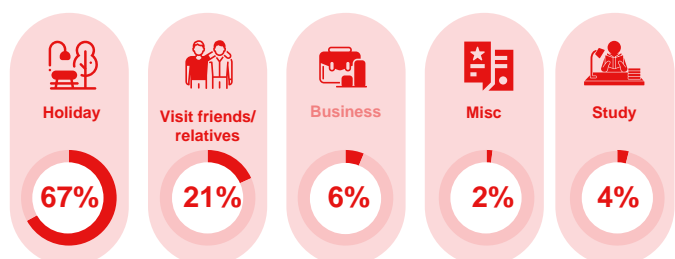 Holiday
Visit friends/
relatives
Business
Misc
Study
67%
21%
6%
2%
4%